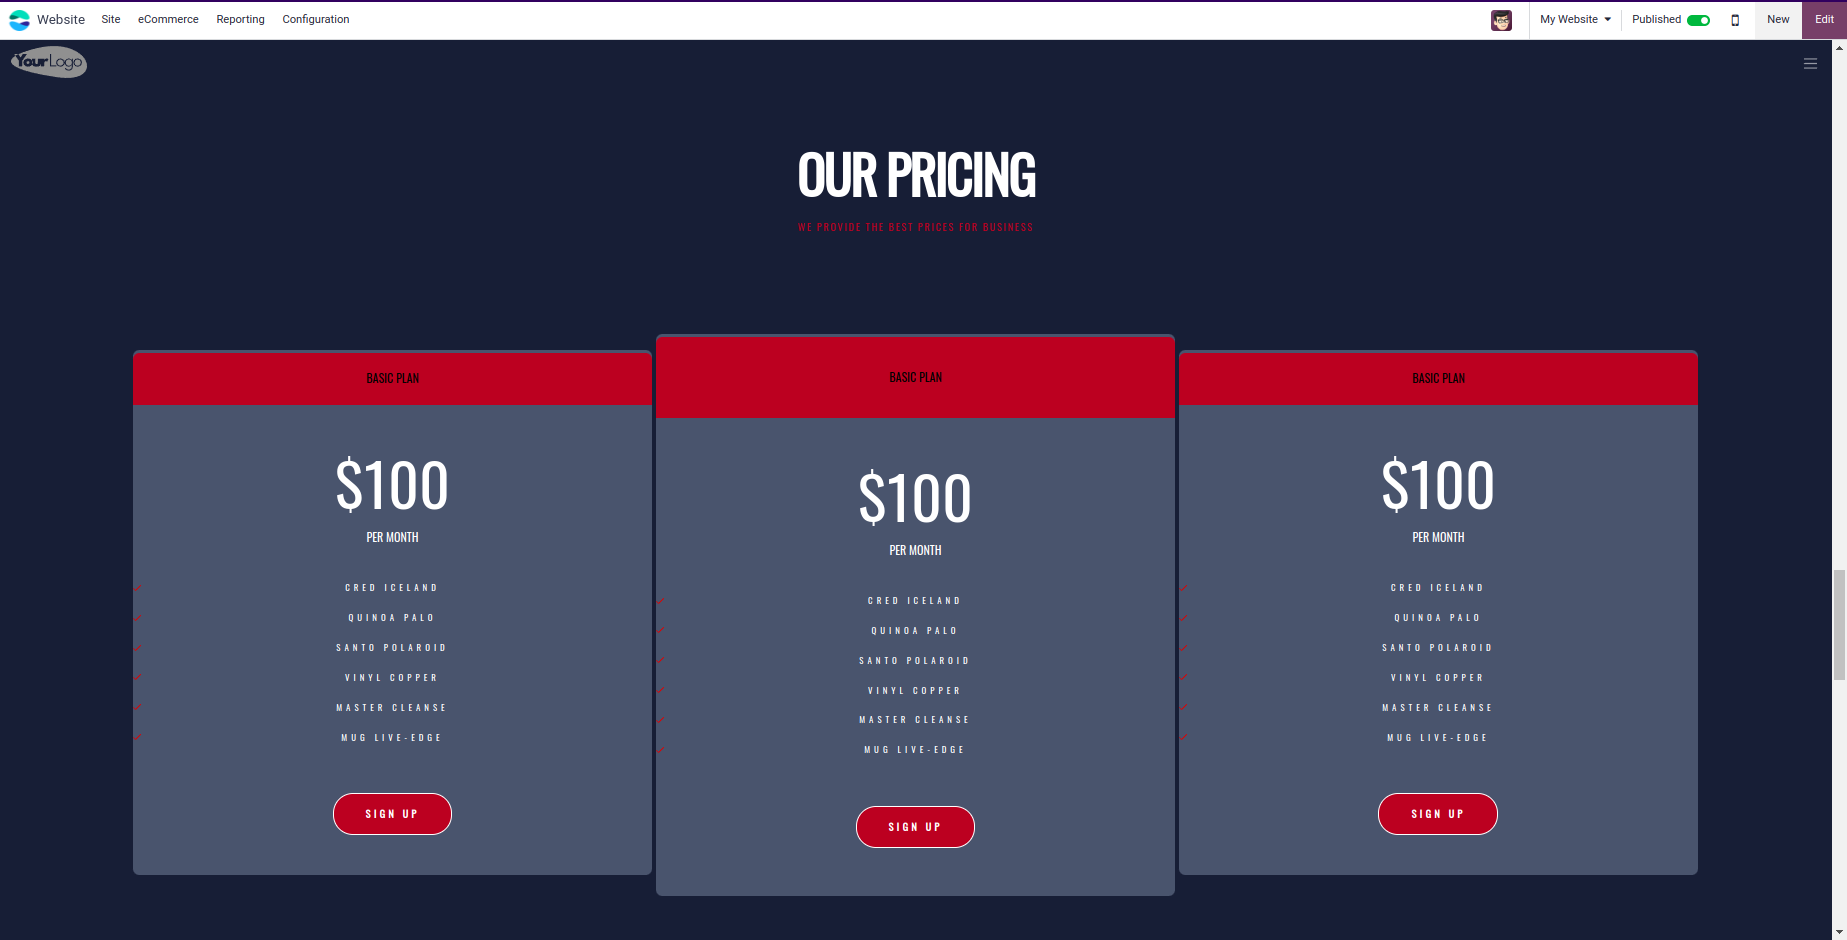 Website Site eCommerce Reporting Configuration My Website Published New Edit
YourLogo
OUR PRICING
WE PROVIDE THE BEST PRICES FOR BUSINESS
BASIC PLAN
$100
PER MONTH
CRED ICELAND
QUINOA PALO
SANTO POLAROID
VINYL COPPER
MASTER CLEANSE
MUG LIVE-EDGE
SIGN UP
BASIC PLAN
$100
PER MONTH
CRED ICELAND
QUINOA PALO
SANTO POLAROID
VINYL COPPER
MASTER CLEANSE
MUG LIVE-EDGE
SIGN UP
BASIC PLAN
$100
PER MONTH
CRED ICELAND
QUINOA PALO
SANTO POLAROID
VINYL COPPER
MASTER CLEANSE
MUG LIVE-EDGE
SIGN UP